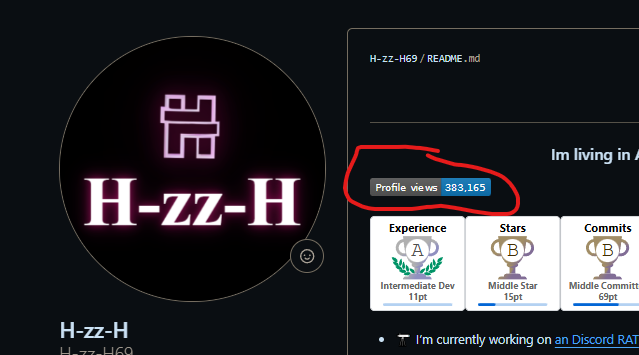 H-zz-H
H-zz-H
H-zz-H69
H-zz-H69/README.md
Im living in A
Profile views 383,165
Experience Stars Commits
A B B
Intermediate Dev Middle Star Middle Committ
11pt 15pt 69pt
I'm currently working on an Discord RAT